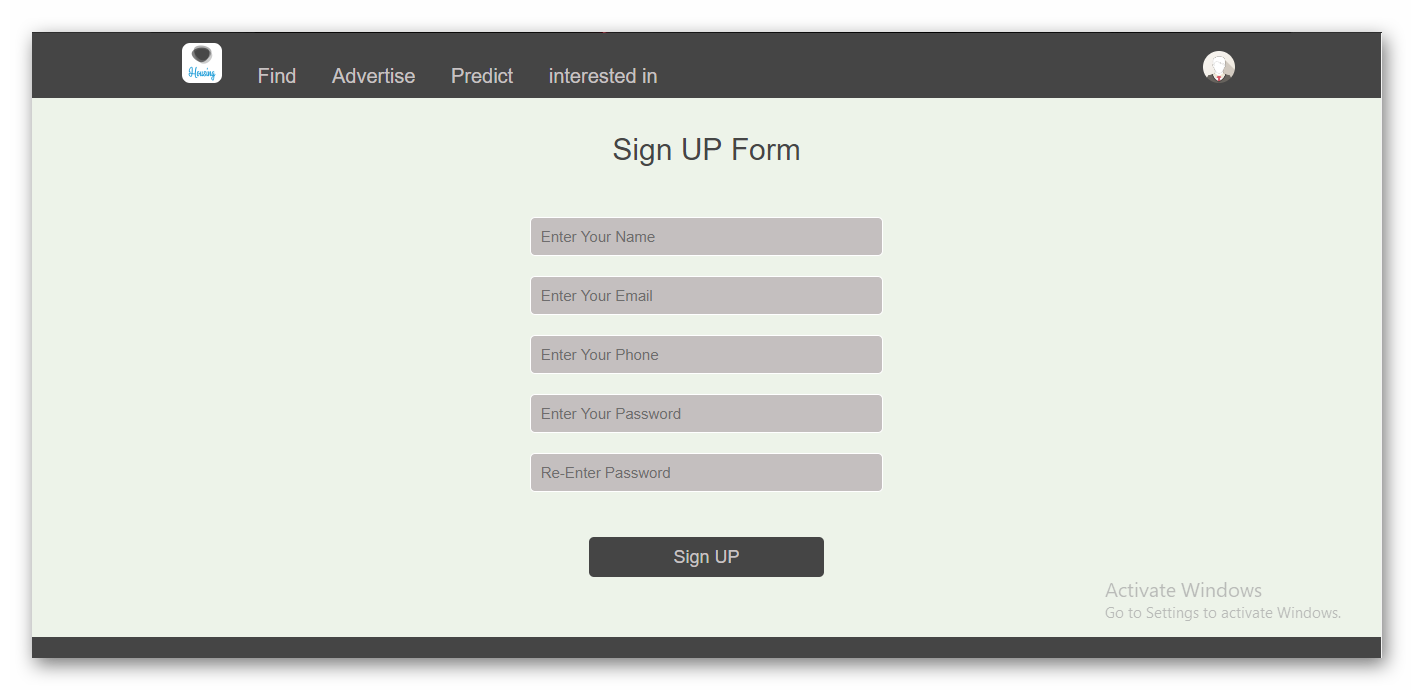 Housing
Find
Advertise
Predict
interested in
Sign UP Form
Enter Your Name
Enter Your Email
Enter Your Phone
Enter Your Password
Re-Enter Password
Sign UP
Activate Windows
Go to Settings to activate Windows.